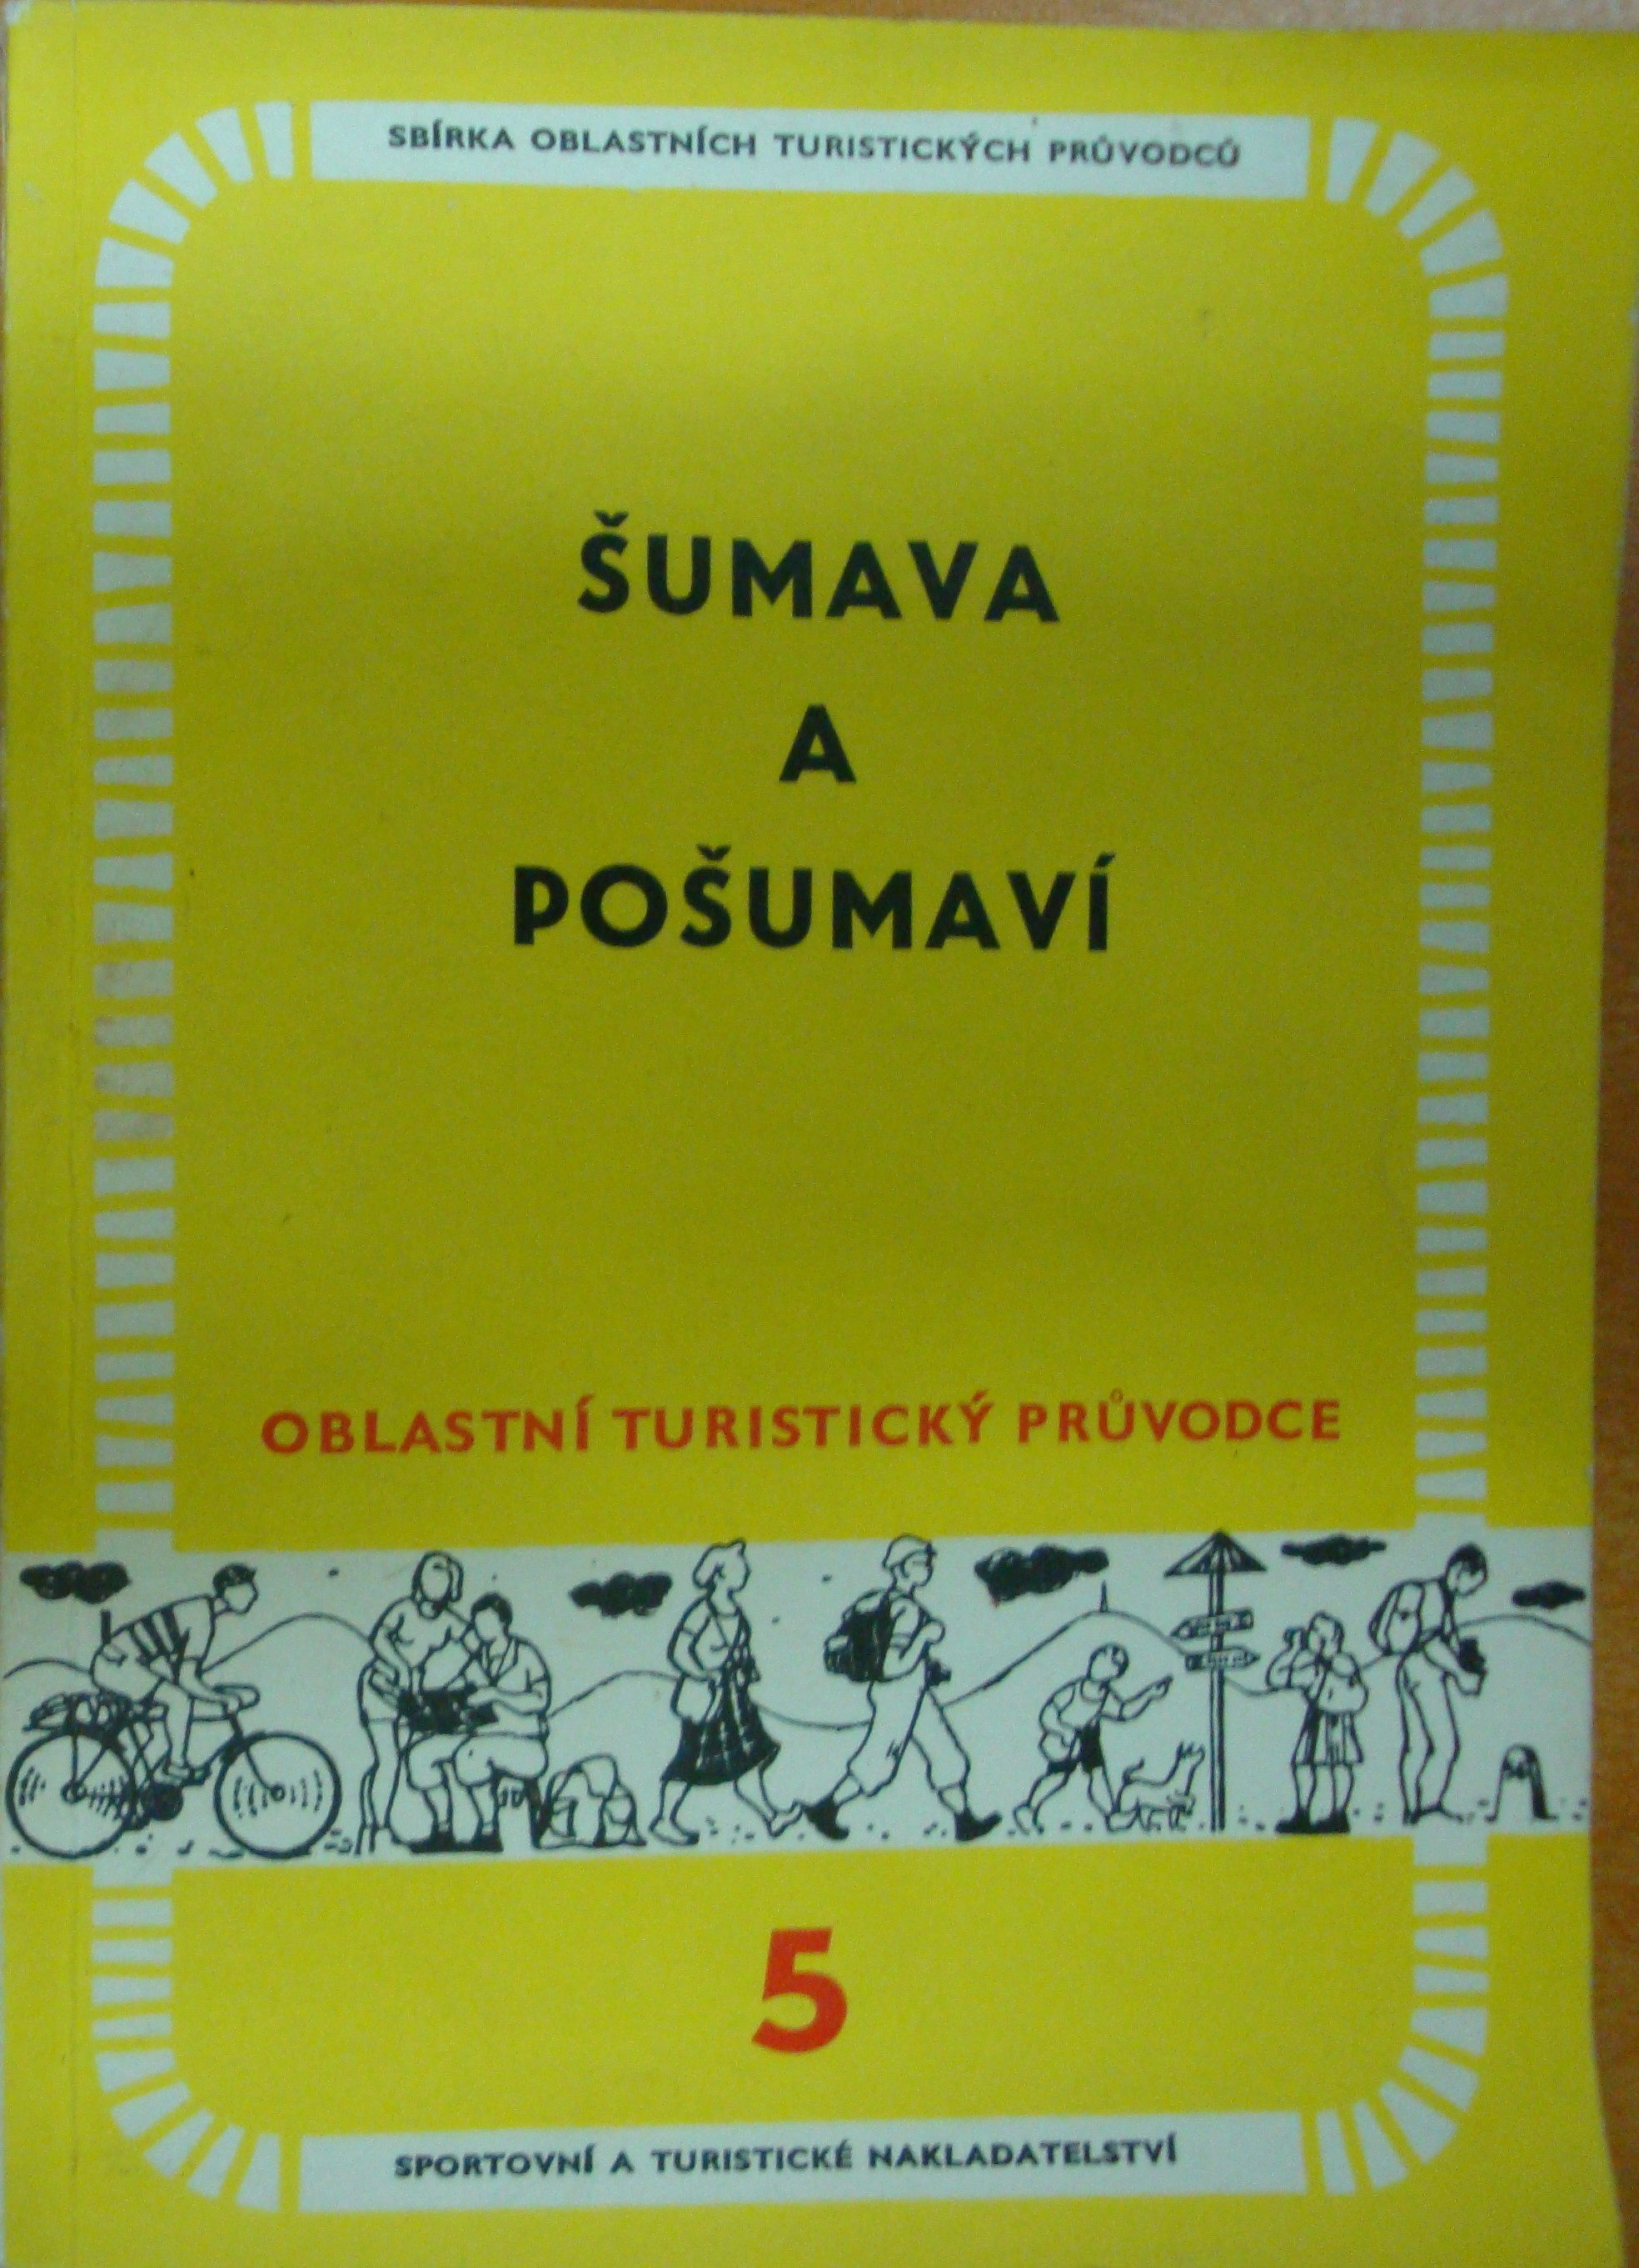 SBÍRKA OBLASTNÍCH TURISTICKÝCH PRŮVODCŮ
ŠUMAVA
A
POŠUMAVÍ
OBLASTNÍ TURISTICKÝ PRŮVODCE
5
SPORTOVNÍ A TURISTICKÉ NAKLADATELSTVÍ